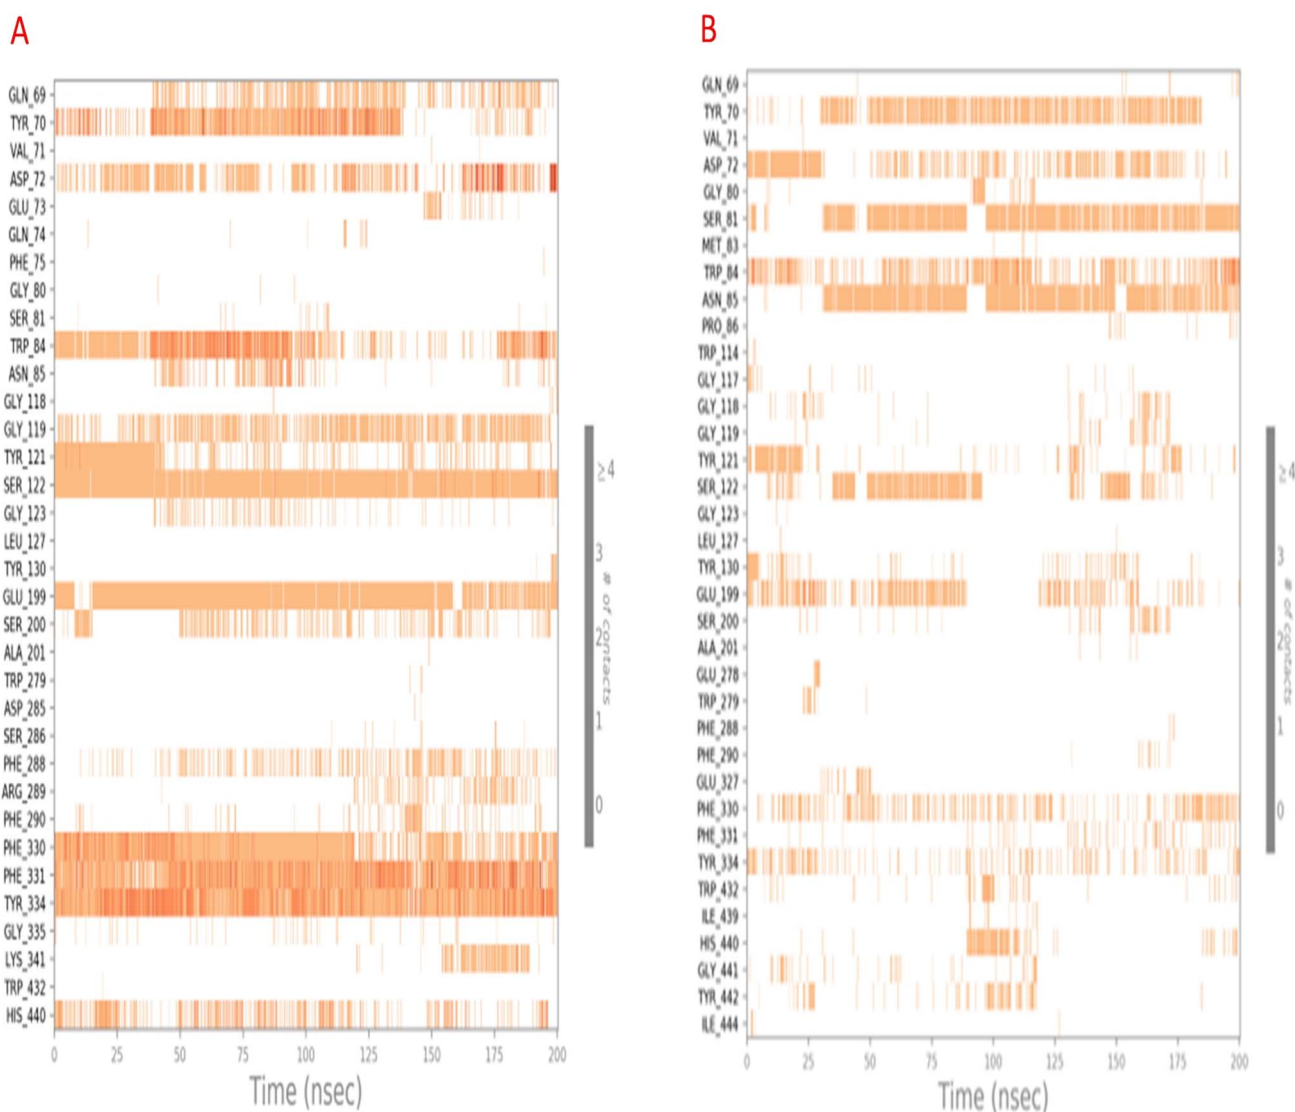 A
GLN_69
TYR_70
VAL_71
ASP_72
GLU_73
GLN_74
PHE_75
GLY_80
SER_81
TRP_84
ASN_85
GLY_118
GLY_119
TYR_121
SER_122
GLY_123
LEU_127
TYR_130
GLU_199
SER_200
ALA_201
TRP_279
ASP_285
SER_286
PHE_288
ARG_289
PHE_290
PHE_330
PHE_331
TYR_334
GLY_335
LYS_341
TRP_432
HIS_440
0 25 50 75 100 125 150 175 200
Time (nsec)
≥4
3
2
1
0
# of contacts
B
GLN_69
TYR_70
VAL_71
ASP_72
GLY_80
SER_81
MET_83
TRP_84
ASN_85
PRO_86
TRP_114
GLY_117
GLY_118
GLY_119
TYR_121
SER_122
GLY_123
LEU_127
TYR_130
GLU_199
SER_200
ALA_201
GLU_278
TRP_279
PHE_288
PHE_290
GLU_327
PHE_330
PHE_331
TYR_334
TRP_432
ILE_439
HIS_440
GLY_441
TYR_442
ILE_444
0 25 50 75 100 125 150 175 200
Time (nsec)
≥4
3
2
1
0
# of contacts